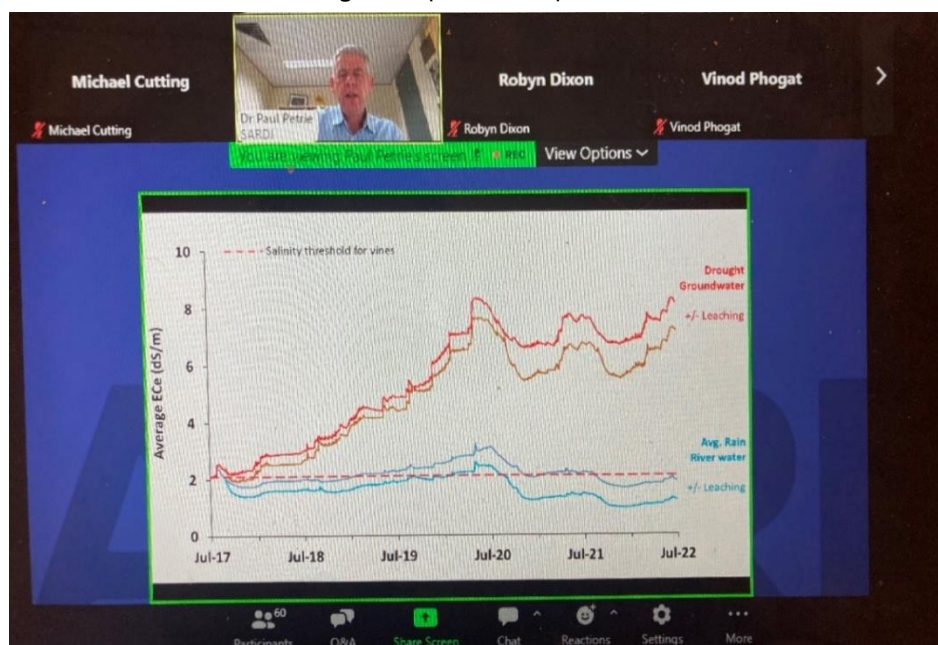 Michael Cutting
Robyn Dixon
Vinod Phogat
Michael Cutting
Dr Paul Petrie
SARDI
Robyn Dixon
Vinod Phogat
You are viewing Paul Petrie's screen
REC
View Options
10
Salinity threshold for vines
Drought
Groundwater
+/- Leaching
8
6
Average ECe (dS/m)
4
Avg. Rain
River water
+/- Leaching
2
0
Jul-17
Jul-18
Jul-19
Jul-20
Jul-21
Jul-22
60
Participants
Q&A
Share Screen
Chat
Reactions
Settings
More